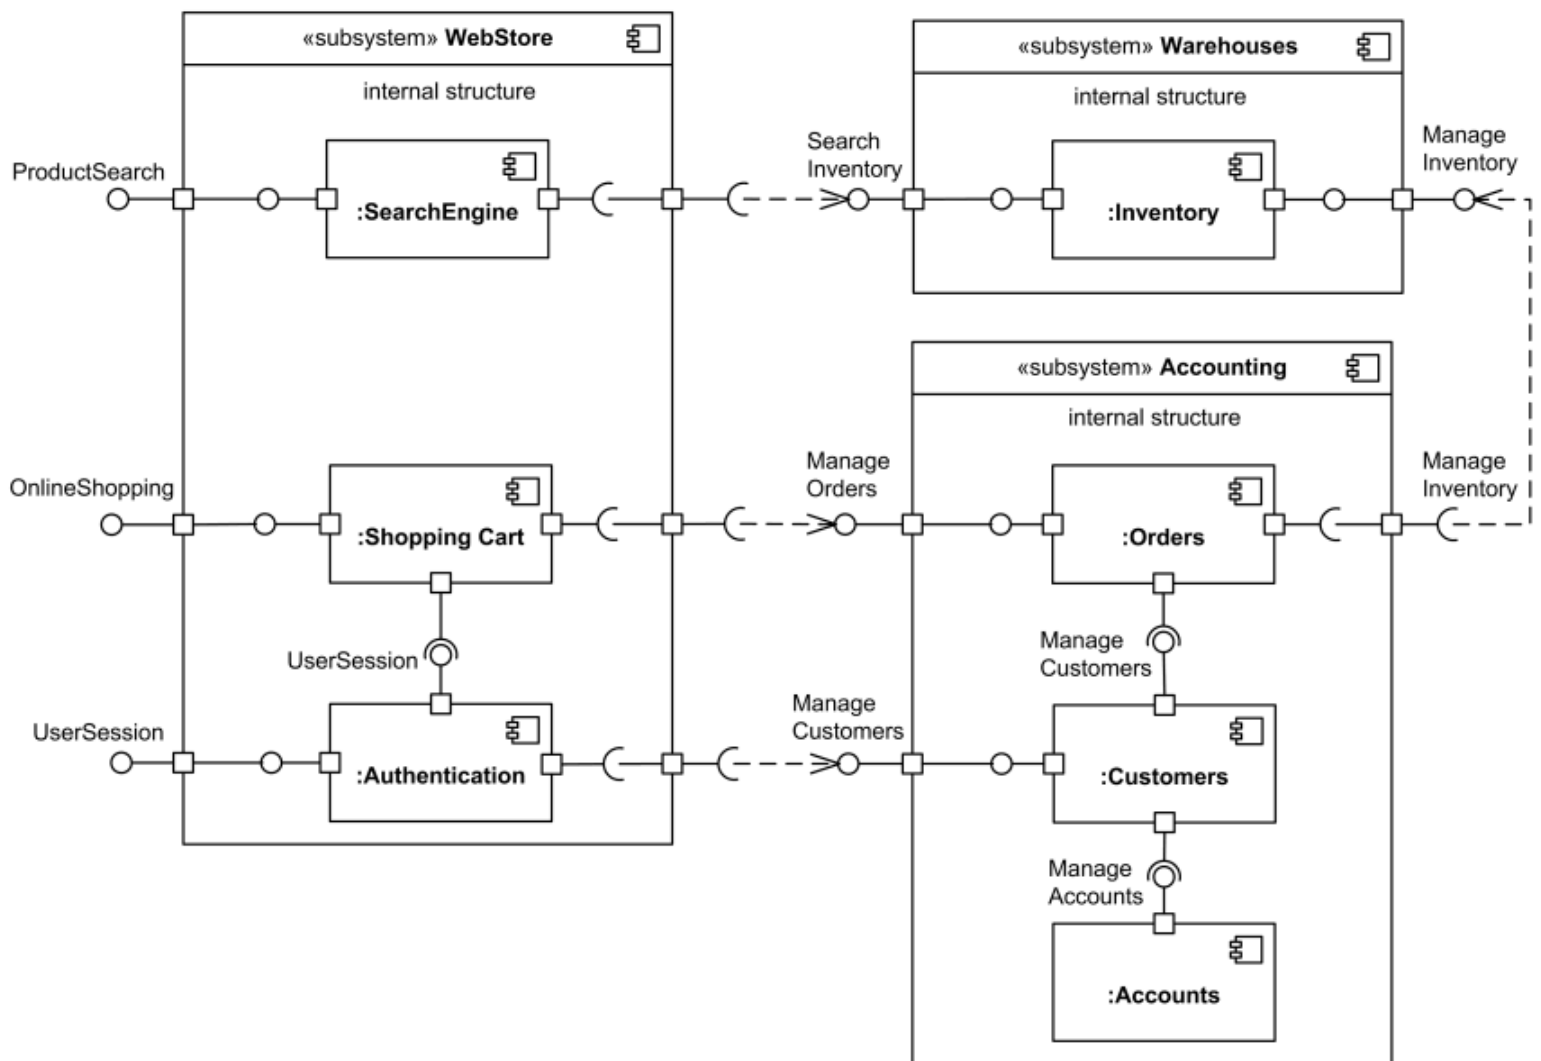 «subsystem» WebStore
internal structure
ProductSearch
:SearchEngine
OnlineShopping
:Shopping Cart
UserSession
UserSession
:Authentication
«subsystem» Warehouses
internal structure
Search
Inventory
:Inventory
Manage
Inventory
«subsystem» Accounting
internal structure
Manage
Orders
:Orders
Manage
Inventory
Manage
Customers
Manage
Customers
:Customers
Manage
Accounts
:Accounts